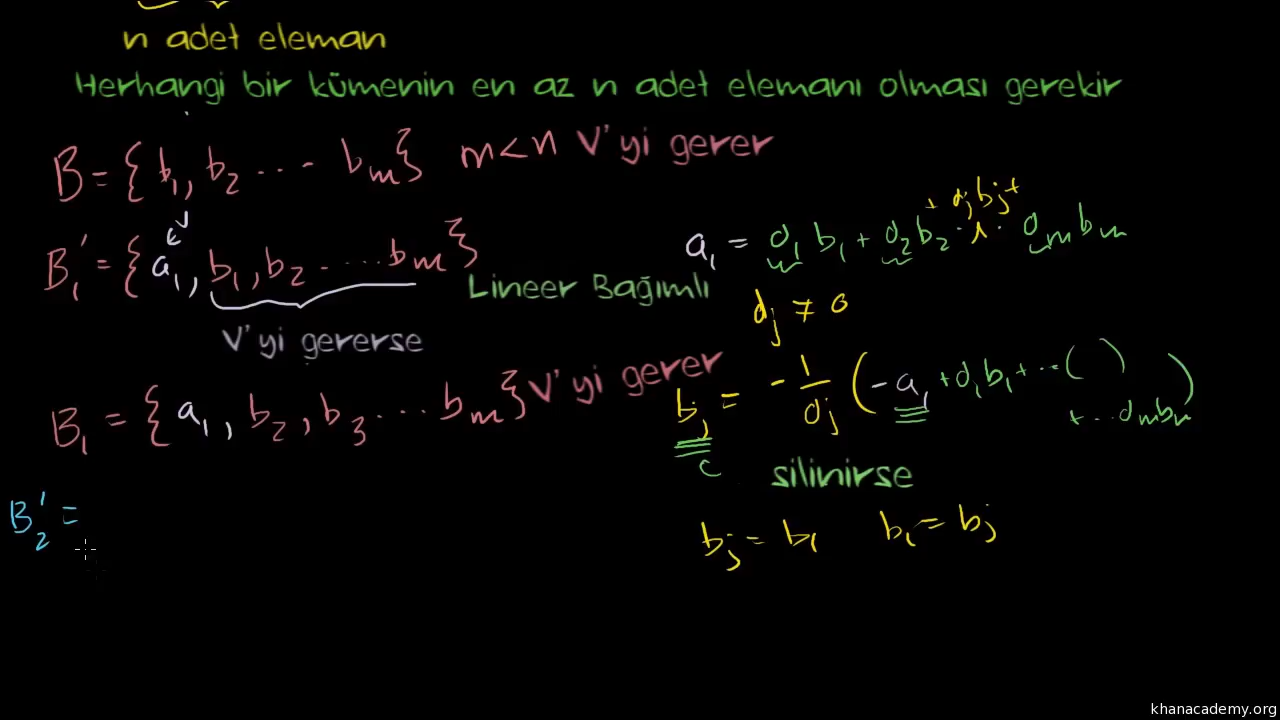 n adet eleman
Herhangi bir kümenin en az n adet elemanı olması gerekir
B = {b₁, b₂ ... bₘ} m<n V'yi gerer
B₁' = {a₁, b₁, b₂ ... bₘ}
Lineer Bağımlı
V'yi gererse
B₁ = {a₁, b₂, b₃ ... bₘ} V'yi gerer
B₂' =
a₁ = d₁b₁ + d₂b₂ + ... dⱼbⱼ + ... dₘbₘ
dⱼ ≠ 0
bⱼ = -1/dⱼ (-a₁ + d₁b₁ + ... ( ) + ... dₘbₘ)
silinirse
bⱼ = b₁ b₁ = bⱼ
khanacademy.org